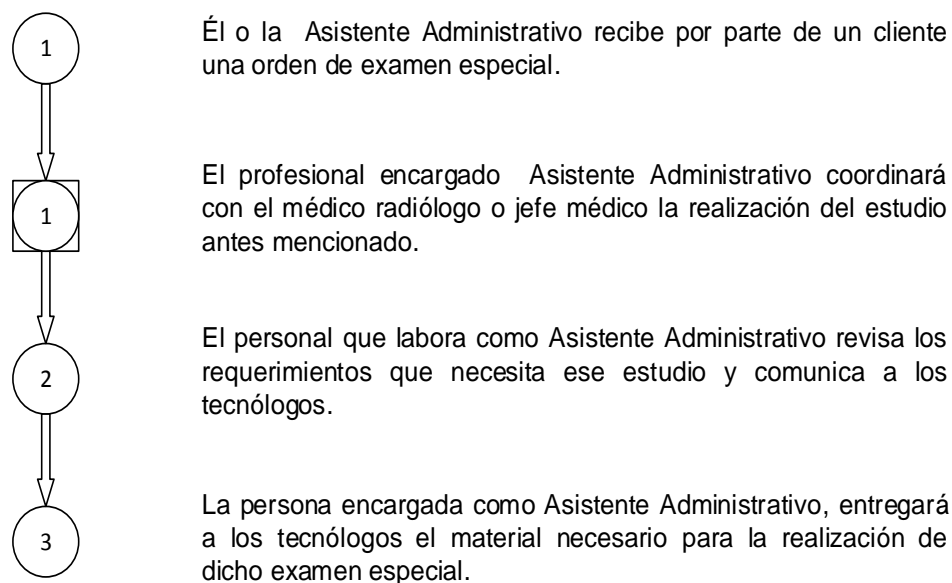 1
Él o la Asistente Administrativo recibe por parte de un cliente
una orden de examen especial.
1
El profesional encargado Asistente Administrativo coordinará
con el médico radiólogo o jefe médico la realización del estudio
antes mencionado.
2
El personal que labora como Asistente Administrativo revisa los
requerimientos que necesita ese estudio y comunica a los
tecnólogos.
3
La persona encargada como Asistente Administrativo, entregará
a los tecnólogos el material necesario para la realización de
dicho examen especial.